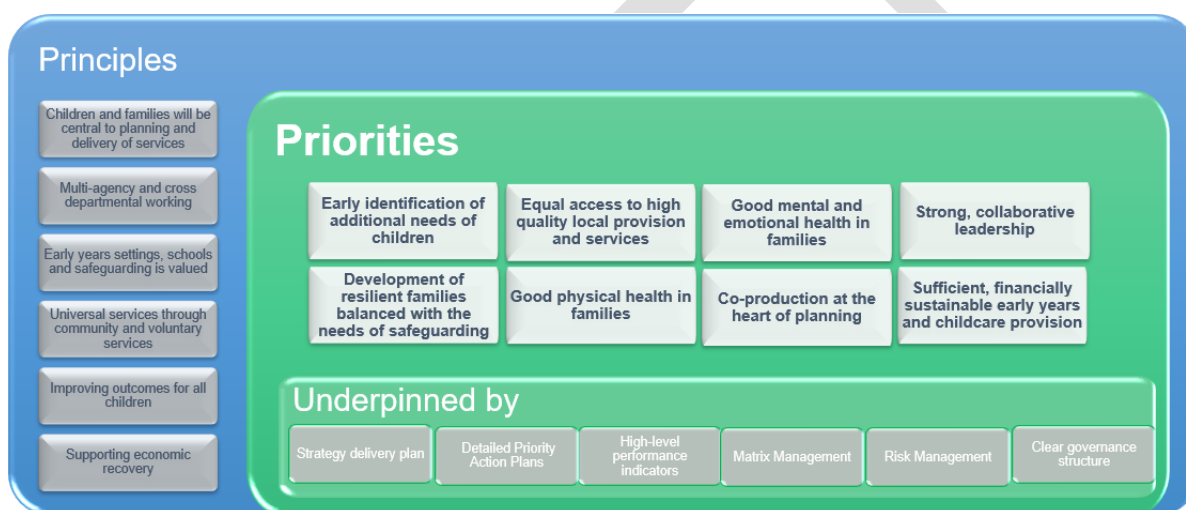 Principles
Children and families will be
central to planning and
delivery of services
Multi-agency and cross
departmental working
Early years settings, schools
and safeguarding is valued
Universal services through
community and voluntary
services
Improving outcomes for all
children
Supporting economic
recovery
Priorities
Early identification of
additional needs of
children
Equal access to high
quality local provision
and services
Good mental and
emotional health in
families
Strong, collaborative
leadership
Development of
resilient families
balanced with the
needs of safeguarding
Good physical health in
families
Co-production at the
heart of planning
Sufficient, financially
sustainable early years
and childcare provision
Underpinned by
Strategy delivery plan
Detailed Priority
Action Plans
High-level
performance
indicators
Matrix Management
Risk Management
Clear governance
structure